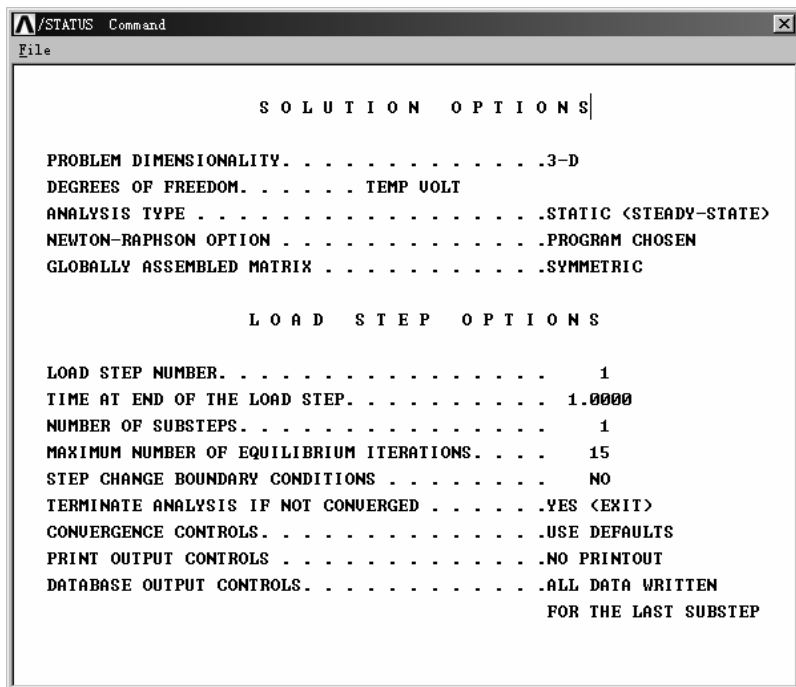 /STATUS Command
File
S O L U T I O N   O P T I O N S
PROBLEM DIMENSIONALITY. . . . . . . . . . . . .3-D
DEGREES OF FREEDOM. . . . . . TEMP VOLT
ANALYSIS TYPE . . . . . . . . . . . . . . . . .STATIC (STEADY-STATE)
NEWTON-RAPHSON OPTION . . . . . . . . . . . . .PROGRAM CHOSEN
GLOBALLY ASSEMBLED MATRIX . . . . . . . . . . .SYMMETRIC
L O A D   S T E P   O P T I O N S
LOAD STEP NUMBER. . . . . . . . . . . . . . . . 1
TIME AT END OF THE LOAD STEP. . . . . . . . . . 1.0000
NUMBER OF SUBSTEPS. . . . . . . . . . . . . . . 1
MAXIMUM NUMBER OF EQUILIBRIUM ITERATIONS. . . . 15
STEP CHANGE BOUNDARY CONDITIONS . . . . . . . . NO
TERMINATE ANALYSIS IF NOT CONVERGED . . . . . .YES (EXIT)
CONVERGENCE CONTROLS. . . . . . . . . . . . . .USE DEFAULTS
PRINT OUTPUT CONTROLS . . . . . . . . . . . . .NO PRINTOUT
DATABASE OUTPUT CONTROLS. . . . . . . . . . . .ALL DATA WRITTEN
FOR THE LAST SUBSTEP